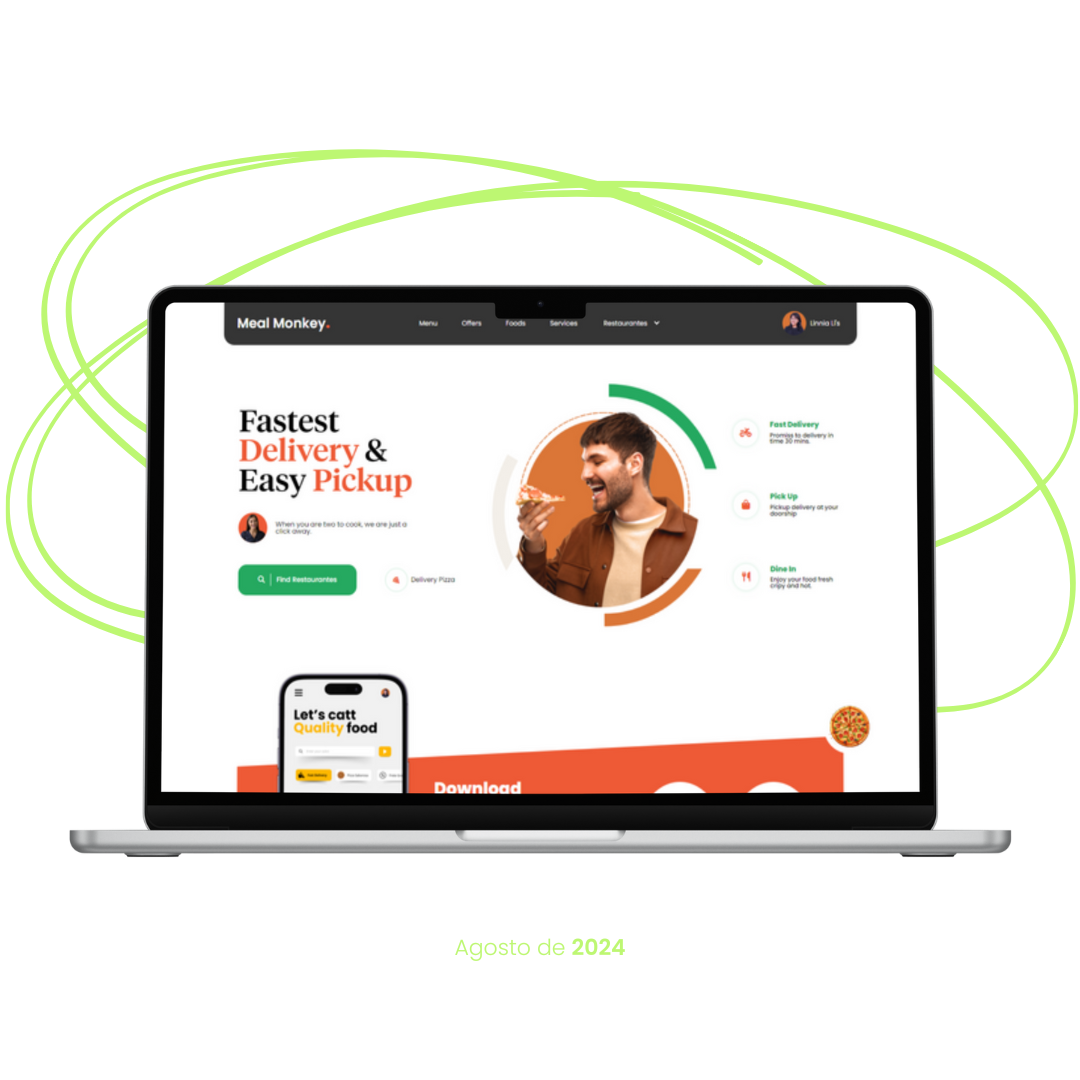 Meal Monkey.
Menu Offers Foods Services Restaurantes
Linnia Li's
Fastest
Delivery &
Easy Pickup
When you are two to cook, we are just a
click away.
Find Restaurantes
Delivery Pizza
Fast Delivery
Promise to delivery in
time 30 mins.
Pick Up
Pickup delivery at your
doorship
Dine In
Enjoy your food fresh
cripy and hot.
Let's catt
Quality food
Download
Agosto de 2024